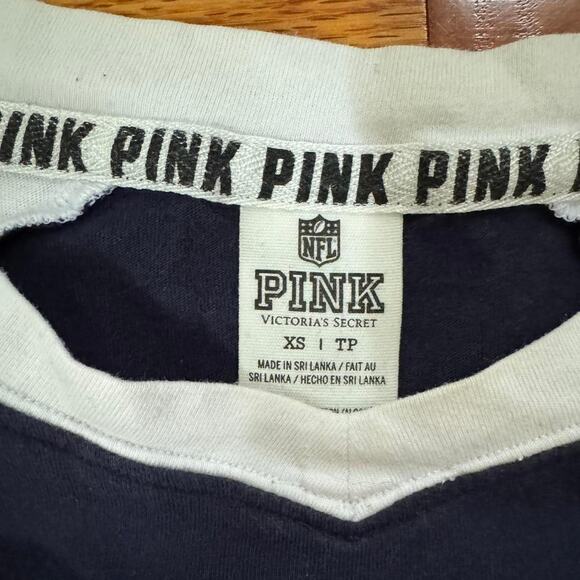 PINK PINK PINK PINK PINK
NFL
PINK
VICTORIA'S SECRET
XS | TP
MADE IN SRI LANKA / FAIT AU
SRI LANKA / HECHO EN SRI LANKA